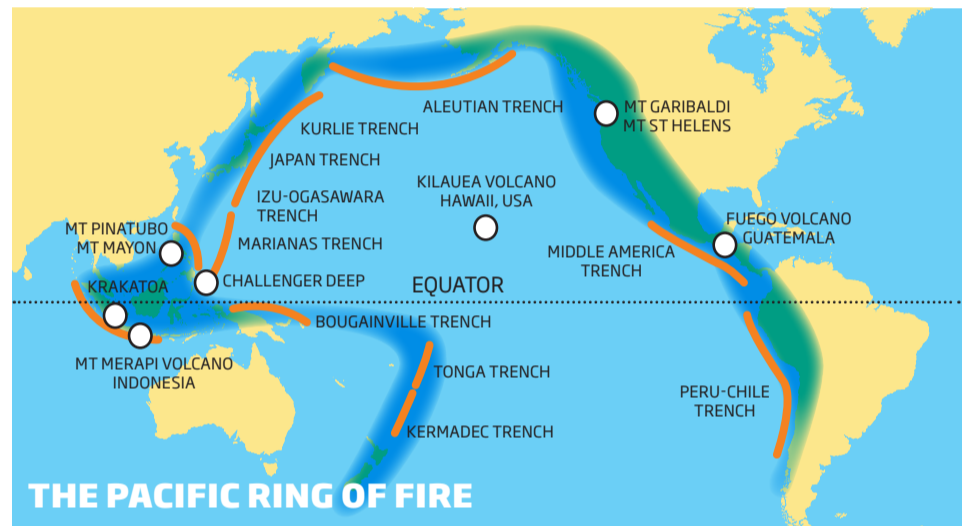 ALEUTIAN TRENCH
MT GARIBALDI
MT ST HELENS
KURLIE TRENCH
JAPAN TRENCH
KILAUEA VOLCANO
HAWAII, USA
IZU-OGASAWARA
TRENCH
MT PINATUBO
MT MAYON
MARIANAS TRENCH
FUEGO VOLCANO
GUATEMALA
MIDDLE AMERICA
TRENCH
CHALLENGER DEEP
KRAKATOA
EQUATOR
BOUGAINVILLE TRENCH
MT MERAPI VOLCANO
INDONESIA
TONGA TRENCH
PERU-CHILE
TRENCH
KERMADEC TRENCH
THE PACIFIC RING OF FIRE